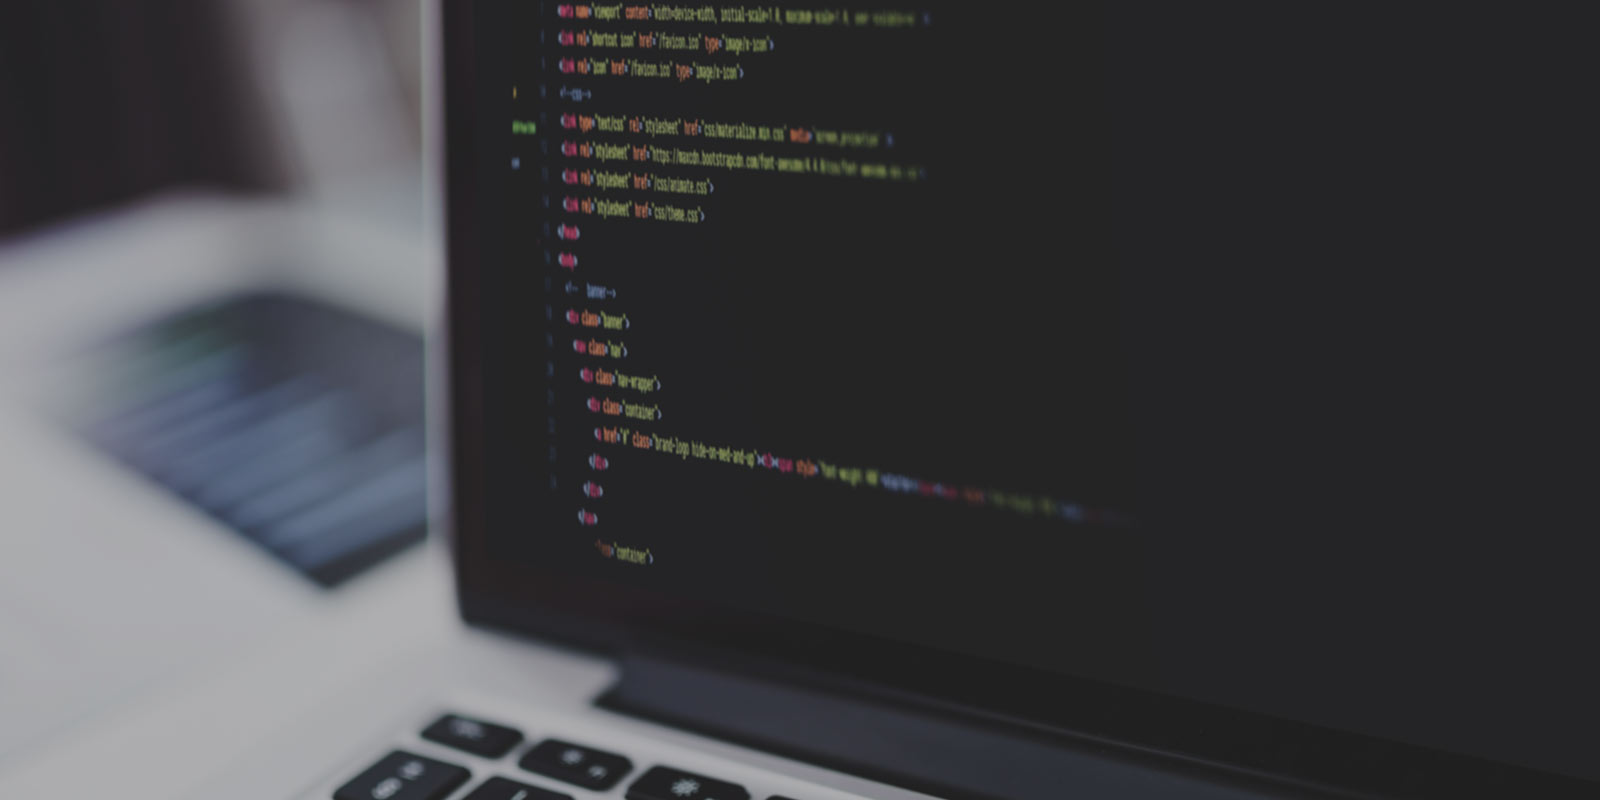 <meta name="viewport" content="width=device-width, initial-scale=1.0, maximum-scale=1.0,
<link rel="shortcut icon" href="/favicon.ico" type="image/x-icon">
<link rel="icon" href="/favicon.ico" type="image/x-icon">
<!--css-->
<link type="text/css" rel="stylesheet" href="css/materialize.min.css" media="screen,projection"
<link rel="stylesheet" href="https://maxcdn.bootstrapcdn.com/font-awesome/4.4.0/css/font-awesome
<link rel="stylesheet" href="/css/animate.css">
<link rel="stylesheet" href="css/theme.css">
</head>
<body>
<!-- banner-->
<div class="banner">
<nav class="nav">
<div class="nav-wrapper">
<div class="container">
<a href="#" class="brand-logo hide-on-med-and-up"><span style="font-weight
</div>
</div>
</nav>
"container">